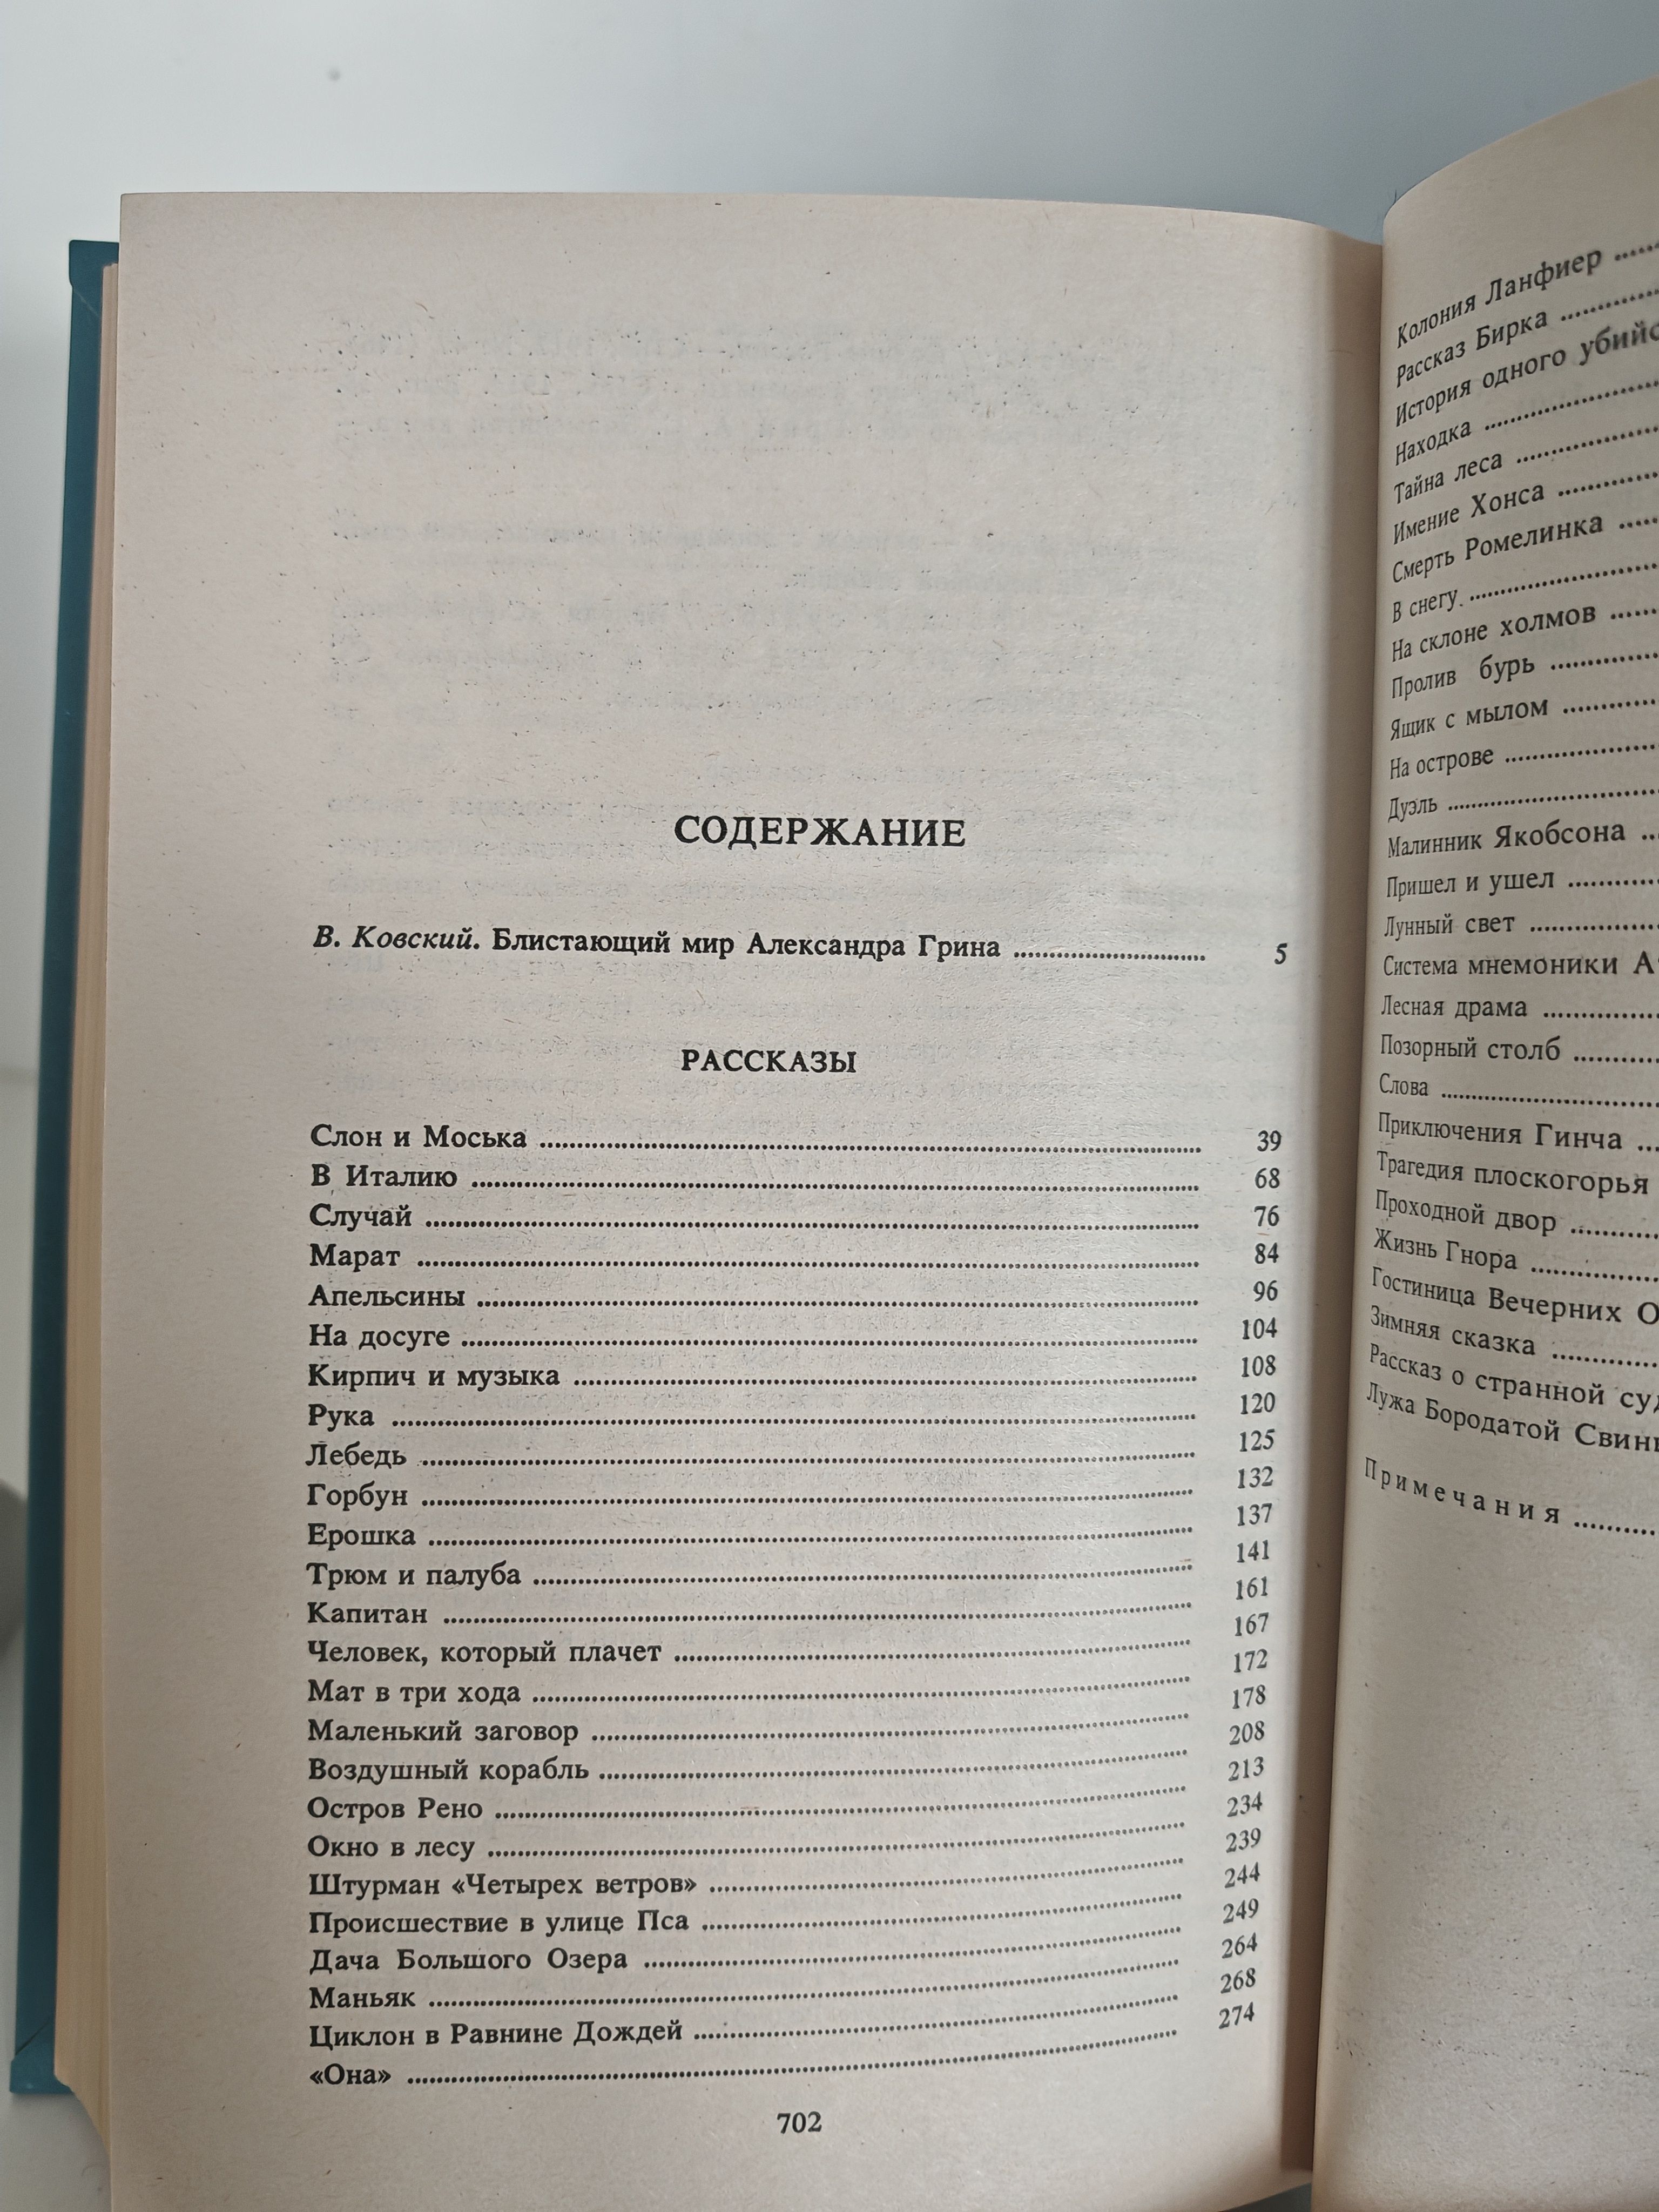 СОДЕРЖАНИЕ
В. Ковский. Блистающий мир Александра Грина ........ 5
РАССКАЗЫ
Слон и Моська ........ 39
В Италию ........ 68
Случай ........ 76
Марат ........ 84
Апельсины ........ 96
На досуге ........ 104
Кирпич и музыка ........ 108
Рука ........ 120
Лебедь ........ 125
Горбун ........ 132
Ерошка ........ 137
Трюм и палуба ........ 141
Капитан ........ 161
Человек, который плачет ........ 167
Мат в три хода ........ 172
Маленький заговор ........ 178
Воздушный корабль ........ 208
Остров Рено ........ 213
Окно в лесу ........ 234
Штурман «Четырех ветров» ........ 239
Происшествие в улице Пса ........ 244
Дача Большого Озера ........ 249
Маньяк ........ 264
Циклон в Равнине Дождей ........ 268
«Она» ........ 274
702
Колония Ланфиер ........
Рассказ Бирка ........
История одного
Находка ........
Тайна леса ........
Имение Хонса ........
Смерть Ромелинка ........
В снегу. ........
На склоне холмов ........
Пролив бурь ........
Ящик с мылом ........
На острове ........
Дуэль ........
Малинник Якобсона ........
Пришел и ушел ........
Лунный свет ........
Система мнемоники
Лесная драма ........
Позорный столб ........
Слова ........
Приключения Гинча ........
Трагедия плоскогорья
Проходной двор ........
Жизнь Гнора ........
Гостиница Вечерних
Зимняя сказка ........
Рассказ о странной
Лужа Бородатой
Примечания ........